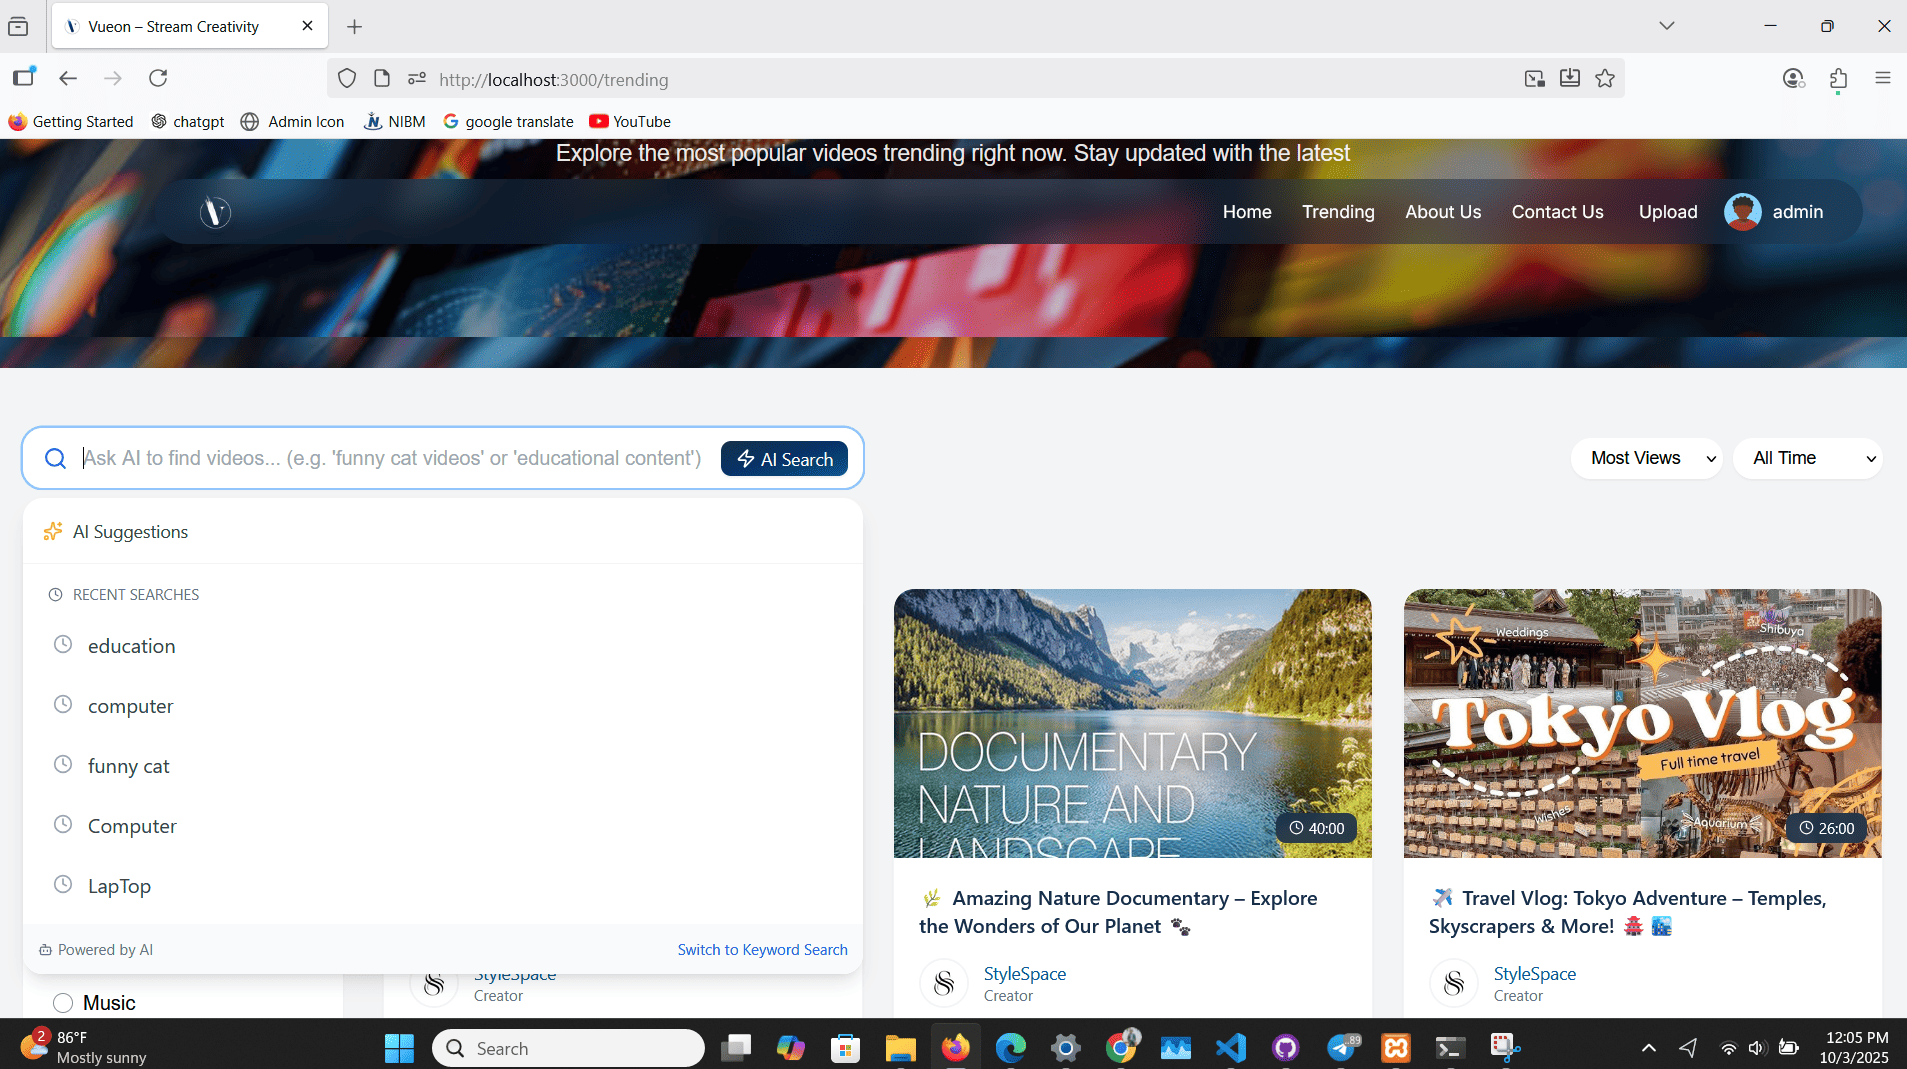 Vueon – Stream Creativity
http://localhost:3000/trending
Getting Started chatgpt Admin Icon NIBM google translate YouTube
Explore the most popular videos trending right now. Stay updated with the latest
Home Trending About Us Contact Us Upload admin
Ask AI to find videos... (e.g. 'funny cat videos' or 'educational content') AI Search
Most Views All Time
AI Suggestions
RECENT SEARCHES
education
computer
funny cat
Computer
LapTop
Powered by AI Switch to Keyword Search
Music
StyleSpace
Creator
DOCUMENTARY
NATURE AND
LANDSCAPE
40:00
Amazing Nature Documentary – Explore
the Wonders of Our Planet
StyleSpace
Creator
Weddings
Shibuya
Tokyo Vlog
Full time travel
Wishes
Aquarium
26:00
Travel Vlog: Tokyo Adventure – Temples,
Skyscrapers & More!
StyleSpace
Creator
2
86°F
Mostly sunny
Search
.89
12:05 PM
10/3/2025